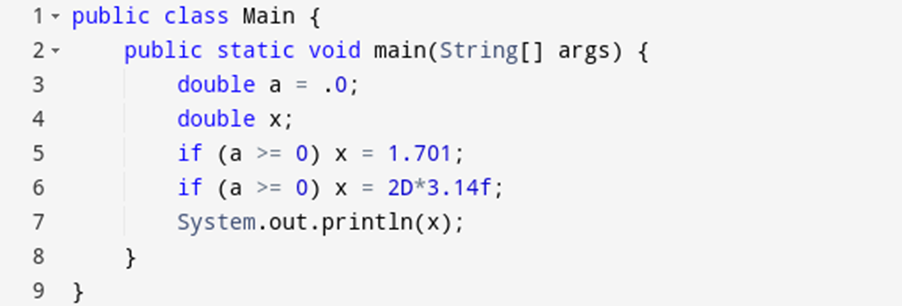 1 public class Main {
2     public static void main(String[] args) {
3         double a = .0;
4         double x;
5         if (a >= 0) x = 1.701;
6         if (a >= 0) x = 2D*3.14f;
7         System.out.println(x);
8     }
9 }